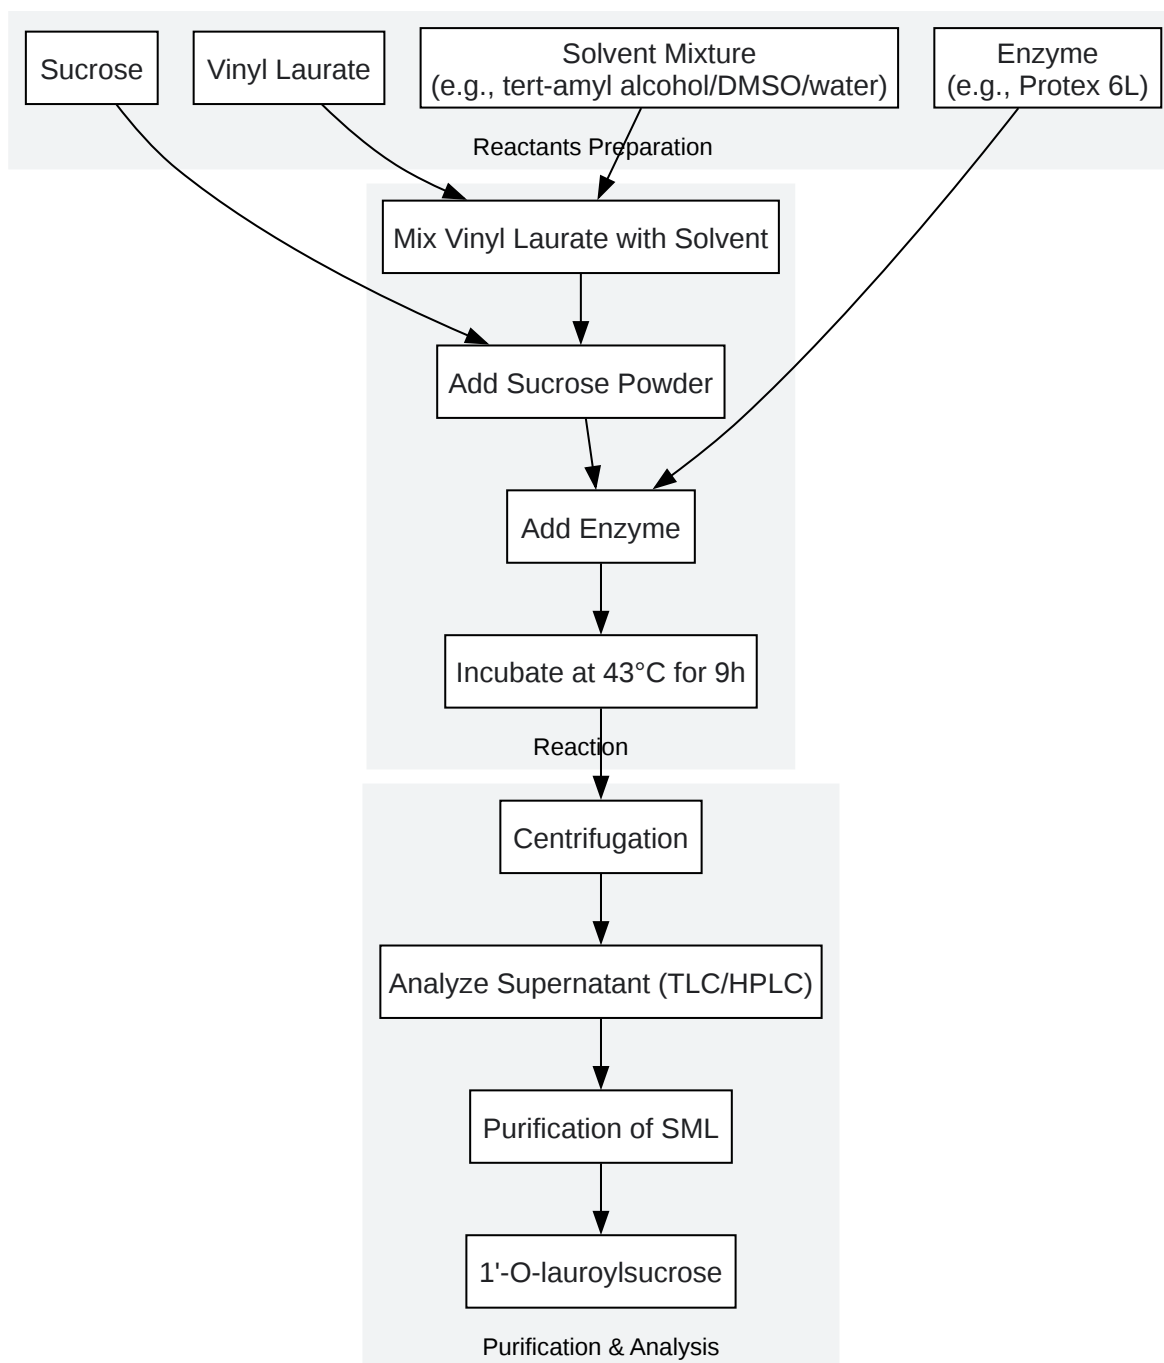 Sucrose
Vinyl Laurate
Solvent Mixture
(e.g., tert-amyl alcohol/DMSO/water)
Enzyme
(e.g., Protex 6L)
Reactants Preparation
Mix Vinyl Laurate with Solvent
Add Sucrose Powder
Add Enzyme
Incubate at 43°C for 9h
Reaction
Centrifugation
Analyze Supernatant (TLC/HPLC)
Purification of SML
1'-O-lauroylsucrose
Purification & Analysis